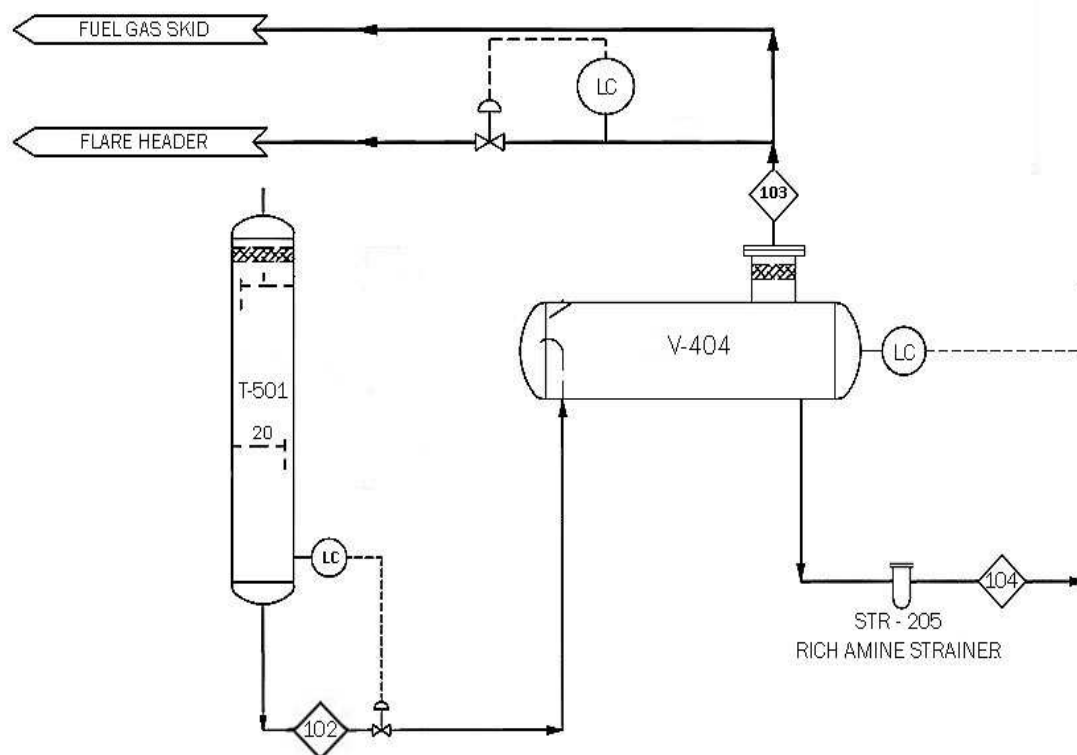 FUEL GAS SKID
LC
FLARE HEADER
103
T-501
20
V-404
LC
LC
104
STR - 205
RICH AMINE STRAINER
102